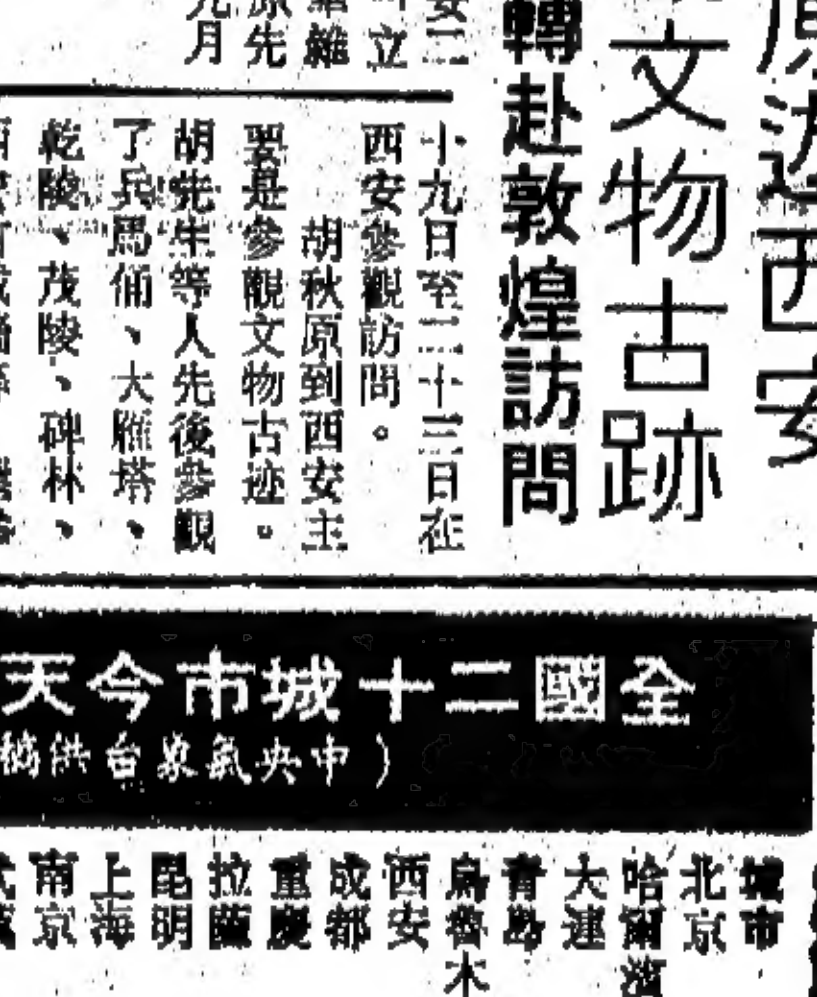 西安
文物古跡
轉赴敦煌訪問
十九日至二十三日在
西安參觀訪問。
胡秋原到西安主
要是參觀文物古迹。
胡先生等人先後參觀
了兵馬俑、大雁塔、
乾陵、茂陵、碑林、
立
原先
九月
全國二十城市今天
(中央氣象台供稿
城市
北京
哈爾濱
大連
青島
烏魯木
西安
成都
重慶
拉薩
昆明
上海
南京